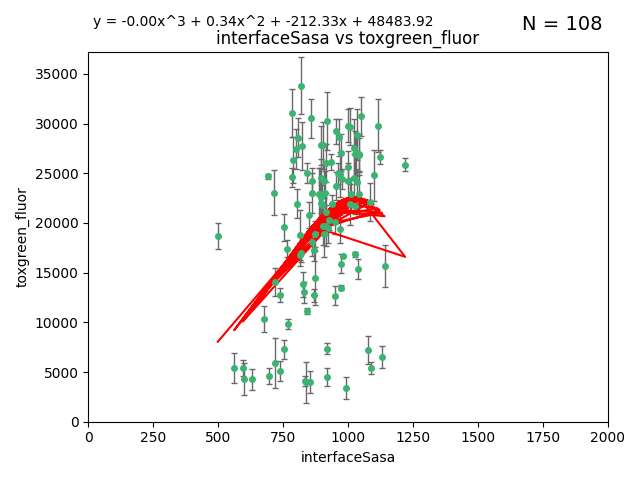 y = -0.00x^3 + 0.34x^2 + -212.33x + 48483.92
N = 108
interfaceSasa vs toxgreen_fluor
35000
30000
25000
20000
15000
10000
5000
0
toxgreen_fluor
0 250 500 750 1000 1250 1500 1750 2000
interfaceSasa